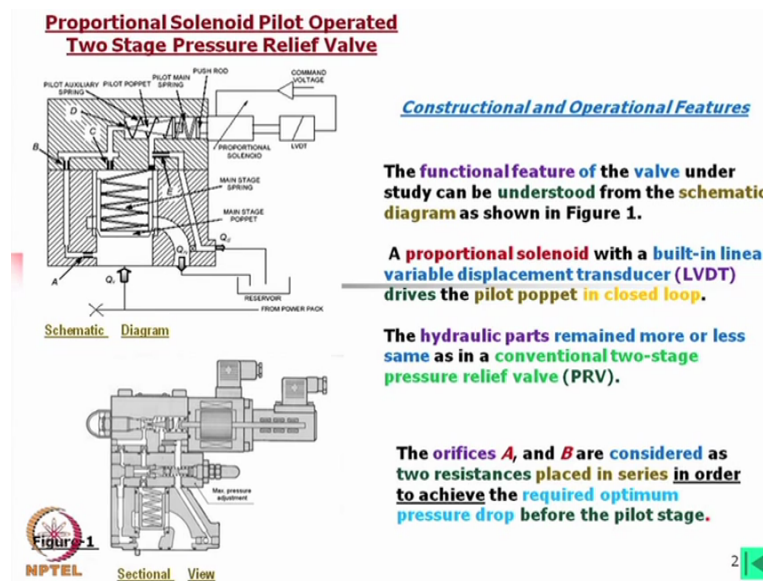 Proportional Solenoid Pilot Operated
Two Stage Pressure Relief Valve
PUSH ROD
PILOT MAIN
SPRING
PILOT AUXILIARY
SPRING
PILOT POPPET
COMMAND
VOLTAGE
D
C
B
E
A
PROPORTIONAL
SOLENOID
LVDT
MAIN STAGE
SPRING
MAIN STAGE
POPPET
RESERVOIR
FROM POWER PACK
Schematic Diagram
Max. pressure
adjustment
Figure-1
NPTEL
Sectional View
Constructional and Operational Features
The functional feature of the valve under
study can be understood from the schematic
diagram as shown in Figure 1.
A proportional solenoid with a built-in linea
variable displacement transducer (LVDT)
drives the pilot poppet in closed loop.
The hydraulic parts remained more or less
same as in a conventional two-stage
pressure relief valve (PRV).
The orifices A, and B are considered as
two resistances placed in series in order
to achieve the required optimum
pressure drop before the pilot stage.
2